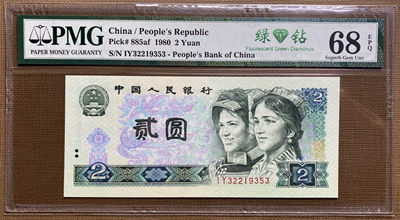 PMG
PAPER MONEY GUARANTY
China / People's Republic
Pick# 885af 1980 2 Yuan
S/N IY32219353 - People's Bank of China
绿 钻
Fluorescent Green Diamonds
68 EPQ
Superb Gem Unc
中国人民银行
贰圆
2
2
2
IY32219353